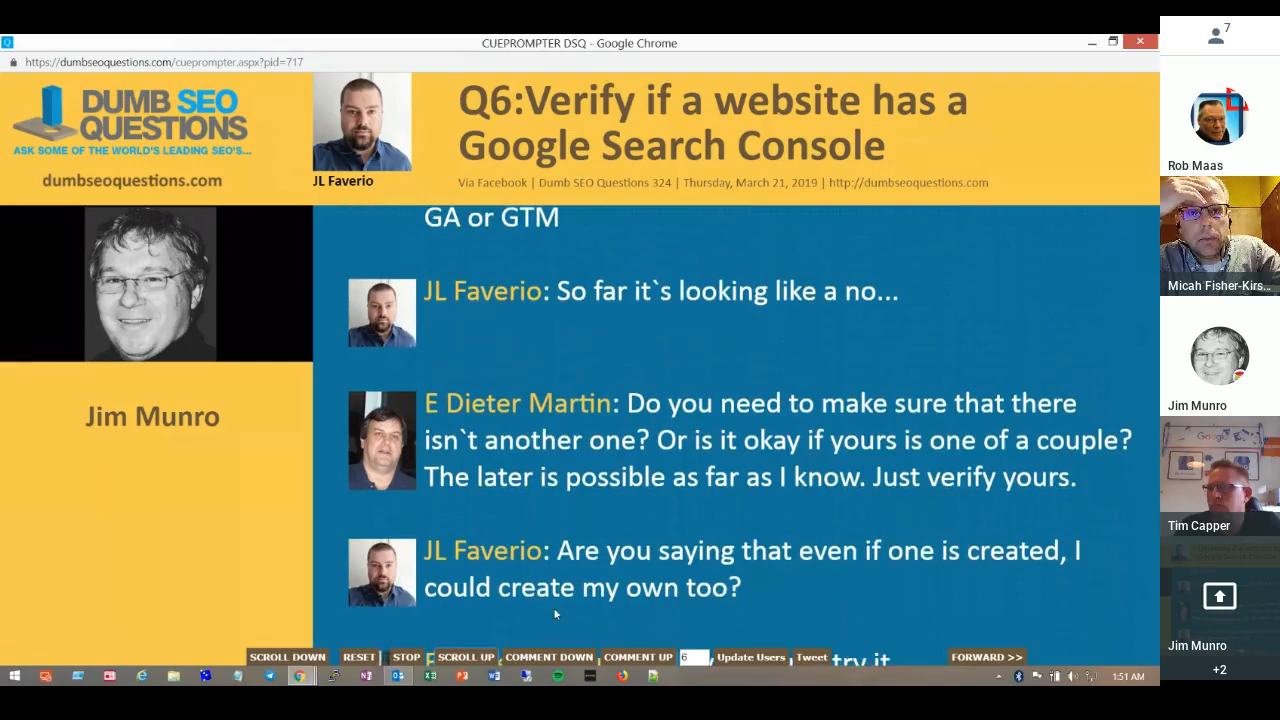 CUEPROMPTER DSQ - Google Chrome
https://dumbseoquestions.com/cueprompter.aspx?pid=717
7
DUMB SEO
QUESTIONS
ASK SOME OF THE WORLD'S LEADING SEO'S...
dumbseoquestions.com
JL Faverio
Q6:Verify if a website has a
Google Search Console
Via Facebook | Dumb SEO Questions 324 | Thursday, March 21, 2019 | http://dumbseoquestions.com
Jim Munro
GA or GTM
JL Faverio: So far it`s looking like a no...
E Dieter Martin: Do you need to make sure that there
isn`t another one? Or is it okay if yours is one of a couple?
The later is possible as far as I know. Just verify yours.
JL Faverio: Are you saying that even if one is created, I
could create my own too?
try it
SCROLL DOWN
RESET
STOP
SCROLL UP
COMMENT DOWN
COMMENT UP
6
Update Users
Tweet
FORWARD >>
1:51 AM
Rob Maas
Micah Fisher-Kirs...
Jim Munro
Google
Tim Capper
Jim Munro
+2